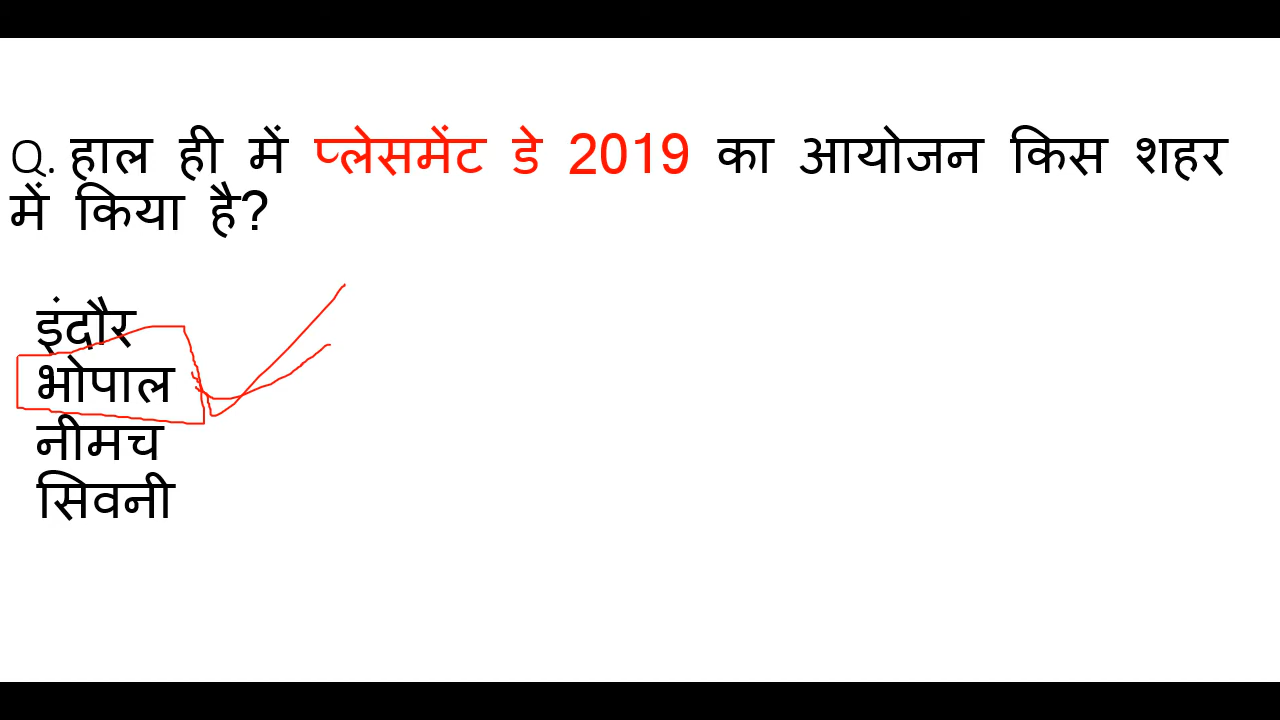 Q. हाल ही में प्लेसमेंट डे 2019 का आयोजन किस शहर
में किया है?
इंदौर
भोपाल
नीमच
सिवनी